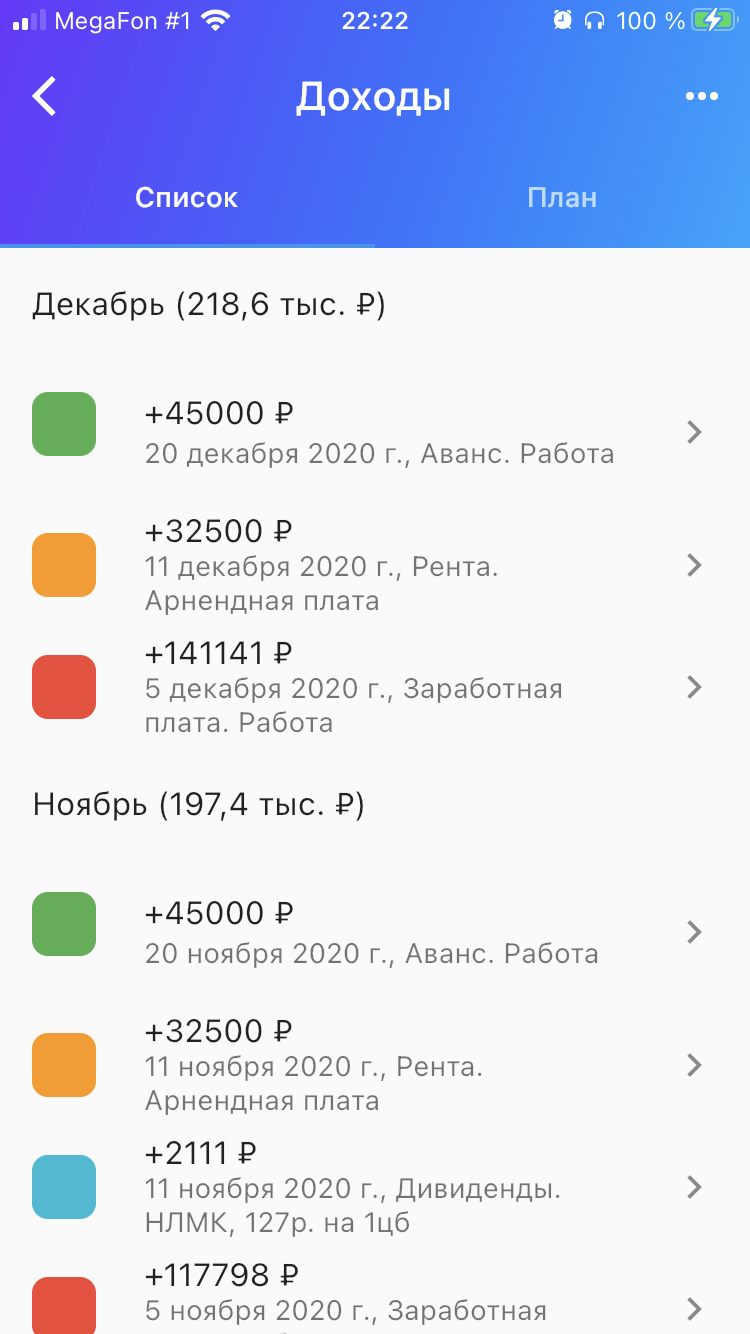 MegaFon #1 22:22 100 %
Доходы
Список План
Декабрь (218,6 тыс. ₽)
+45000 ₽
20 декабря 2020 г., Аванс. Работа
+32500 ₽
11 декабря 2020 г., Рента.
Арнендная плата
+141141 ₽
5 декабря 2020 г., Заработная
плата. Работа
Ноябрь (197,4 тыс. ₽)
+45000 ₽
20 ноября 2020 г., Аванс. Работа
+32500 ₽
11 ноября 2020 г., Рента.
Арнендная плата
+2111 ₽
11 ноября 2020 г., Дивиденды.
НЛМК, 127р. на 1цб
+117798 ₽
5 ноября 2020 г., Заработная